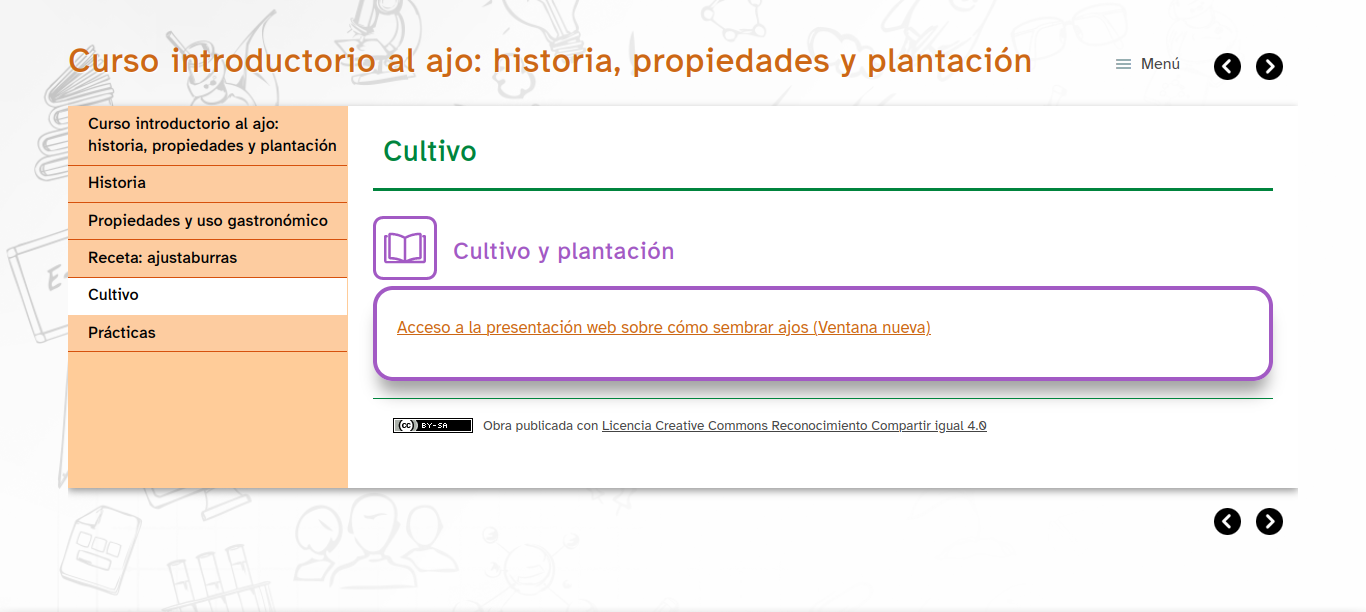 Curso introductorio al ajo: historia, propiedades y plantación
Menú
Curso introductorio al ajo:
historia, propiedades y plantación
Historia
Propiedades y uso gastronómico
Receta: ajustaburras
Cultivo
Prácticas
Cultivo
Cultivo y plantación
Acceso a la presentación web sobre cómo sembrar ajos (Ventana nueva)
cc BY-SA Obra publicada con Licencia Creative Commons Reconocimiento Compartir igual 4.0